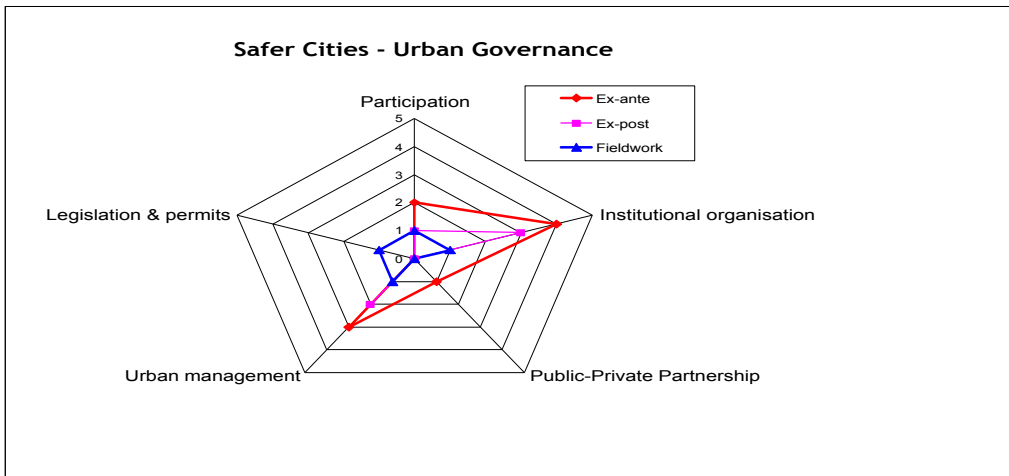 Safer Cities - Urban Governance
Participation
Ex-ante
Ex-post
Fieldwork
5
4
3
2
1
0
Legislation & permits
Institutional organisation
Urban management
Public-Private Partnership